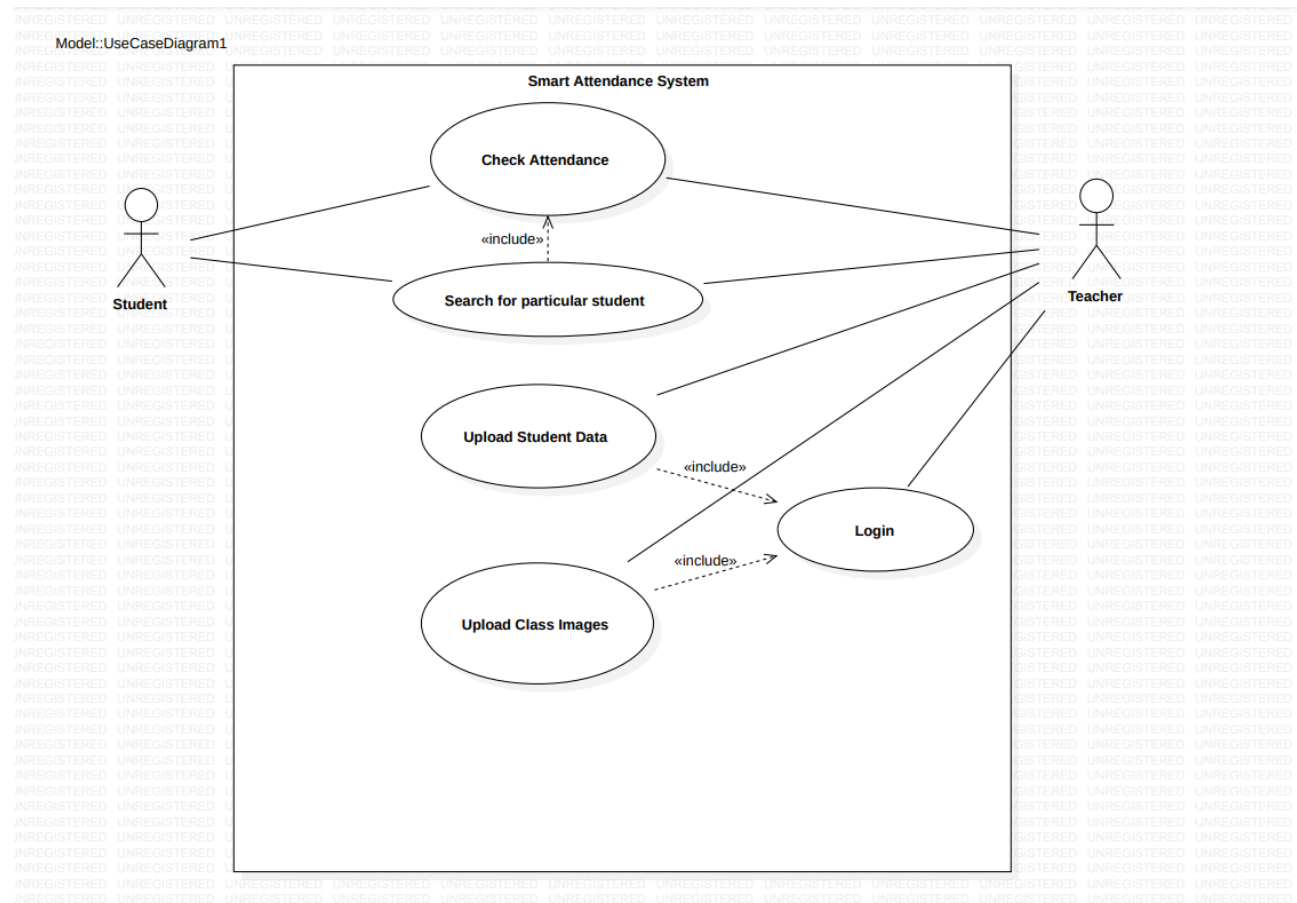 Model::UseCaseDiagram1
Smart Attendance System
Check Attendance
«include»
Student
Search for particular student
Teacher
Upload Student Data
«include»
Login
«include»
Upload Class Images
UNREGISTERED